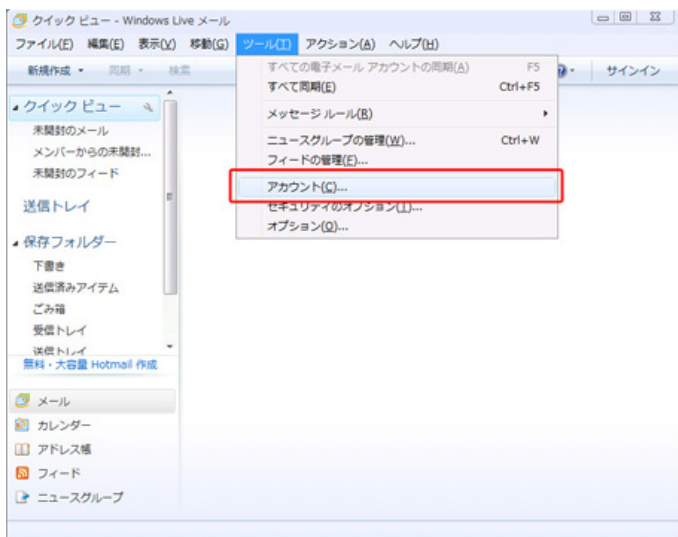 クイック ビュー - Windows Live メール
ファイル(F) 編集(E) 表示(V) 移動(G) ツール(T) アクション(A) ヘルプ(H)
新規作成 同期 検索 サインイン
すべての電子メール アカウントの同期(A) F5
すべて同期(E) Ctrl+F5
メッセージ ルール(R)
ニュースグループの管理(W)... Ctrl+W
フィードの管理(F)...
アカウント(C)...
セキュリティのオプション(I)...
オプション(O)...
クイック ビュー
未開封のメール
メンバーからの未開封...
未開封のフィード
送信トレイ
保存フォルダー
下書き
送信済みアイテム
ごみ箱
受信トレイ
送信トレイ
無料・大容量 Hotmail 作成
メール
カレンダー
アドレス帳
フィード
ニュースグループ